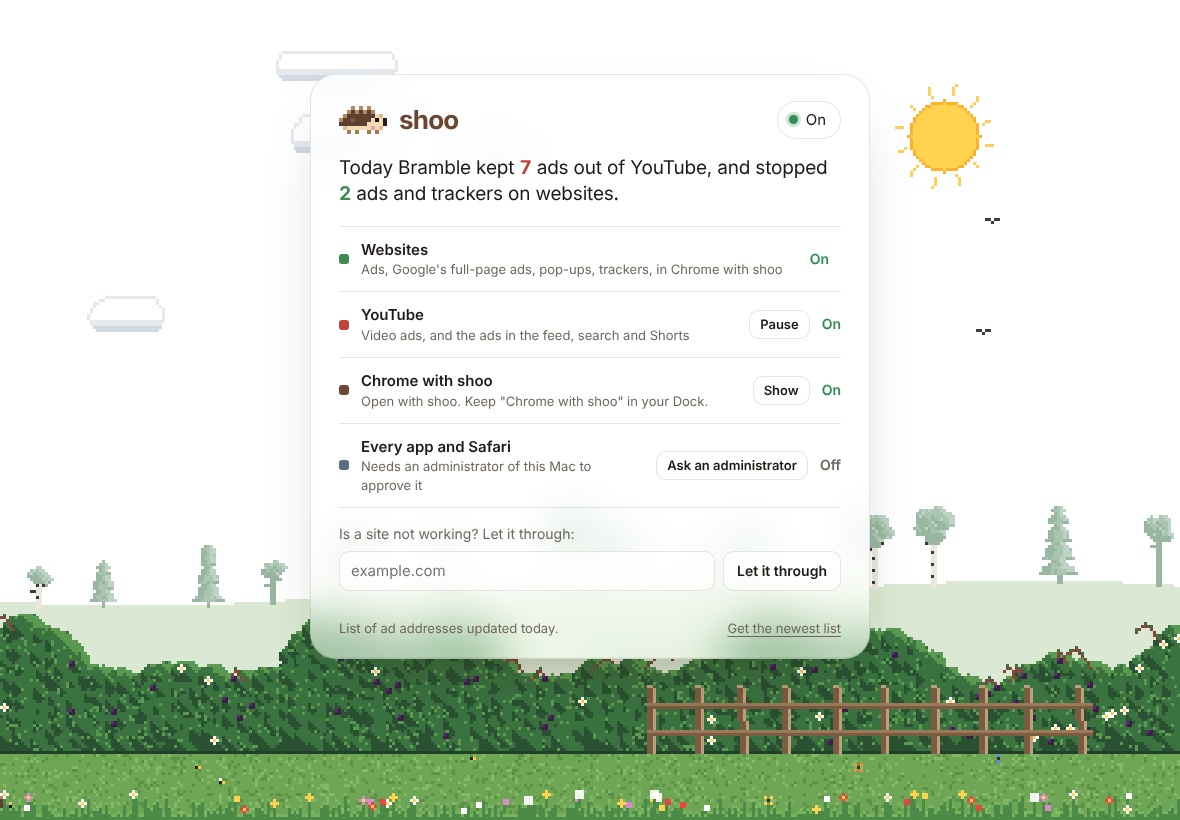 shoo
On
Today Bramble kept 7 ads out of YouTube, and stopped
2 ads and trackers on websites.
Websites
Ads, Google's full-page ads, pop-ups, trackers, in Chrome with shoo
On
YouTube
Video ads, and the ads in the feed, search and Shorts
Pause
On
Chrome with shoo
Open with shoo. Keep "Chrome with shoo" in your Dock.
Show
On
Every app and Safari
Needs an administrator of this Mac to
approve it
Ask an administrator
Off
Is a site not working? Let it through:
example.com
Let it through
List of ad addresses updated today.
Get the newest list